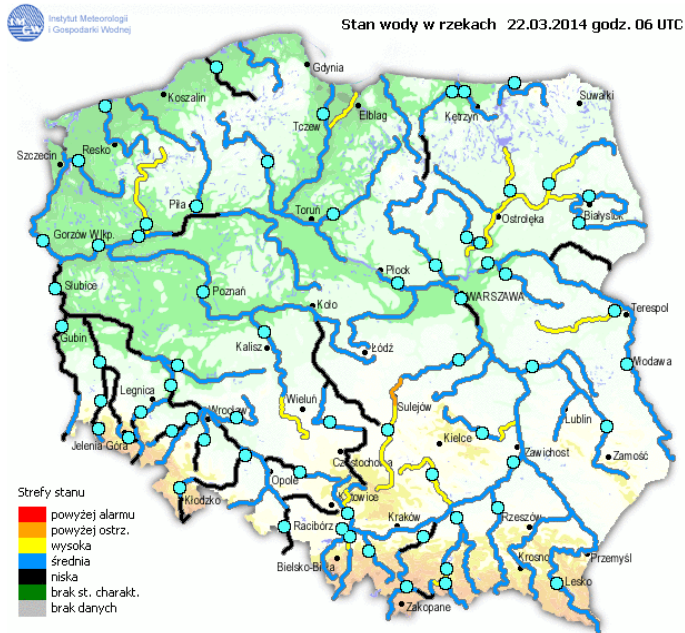 Instytut Meteorologii
i Gospodarki Wodnej
Stan wody w rzekach 22.03.2014 godz. 06 UTC
Gdynia
Koszalin
Suwałki
Tczew
Elbląg
Kętrzyn
Resko
Szczecin
Piła
Toruń
Ostrołęka
Białystok
Gorzów Wlkp.
Płock
Słubice
Poznań
Koło
WARSZAWA
Terespol
Gubin
Kalisz
Łódź
Włodawa
Legnica
Wieluń
Sulejów
Wrocław
Lublin
Jelenia Góra
Kielce
Zawichost
Zamość
Częstochowa
Opole
Strefy stanu
Kłodzko
Katowice
powyżej alarmu
Racibórz
Kraków
Rzeszów
powyżej ostrz.
wysoka
Przemyśl
średnia
Bielsko-Biała
Krosno
niska
Lesko
brak st. charakt.
Zakopane
brak danych